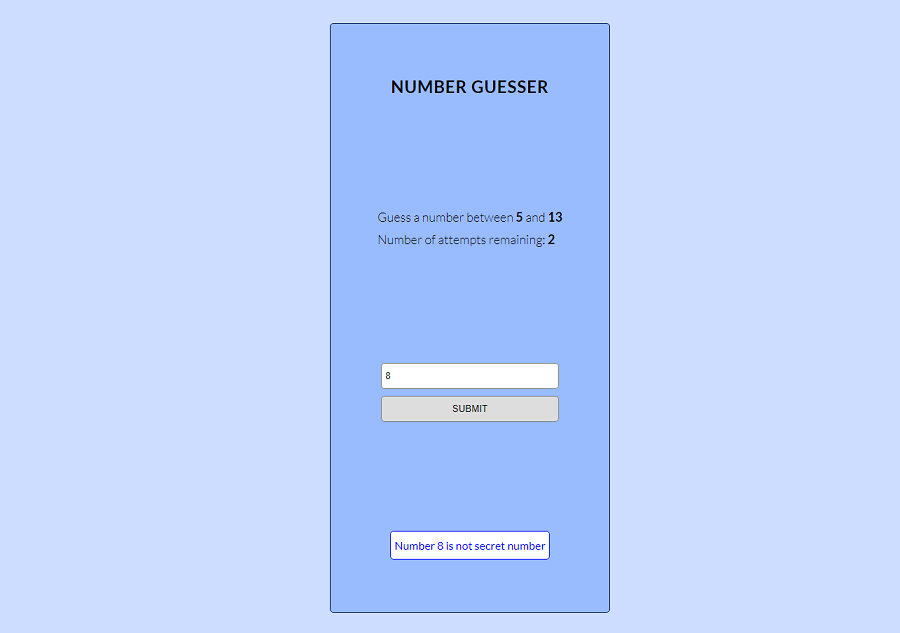 NUMBER GUESSER
Guess a number between 5 and 13
Number of attempts remaining: 2
8
SUBMIT
Number 8 is not secret number